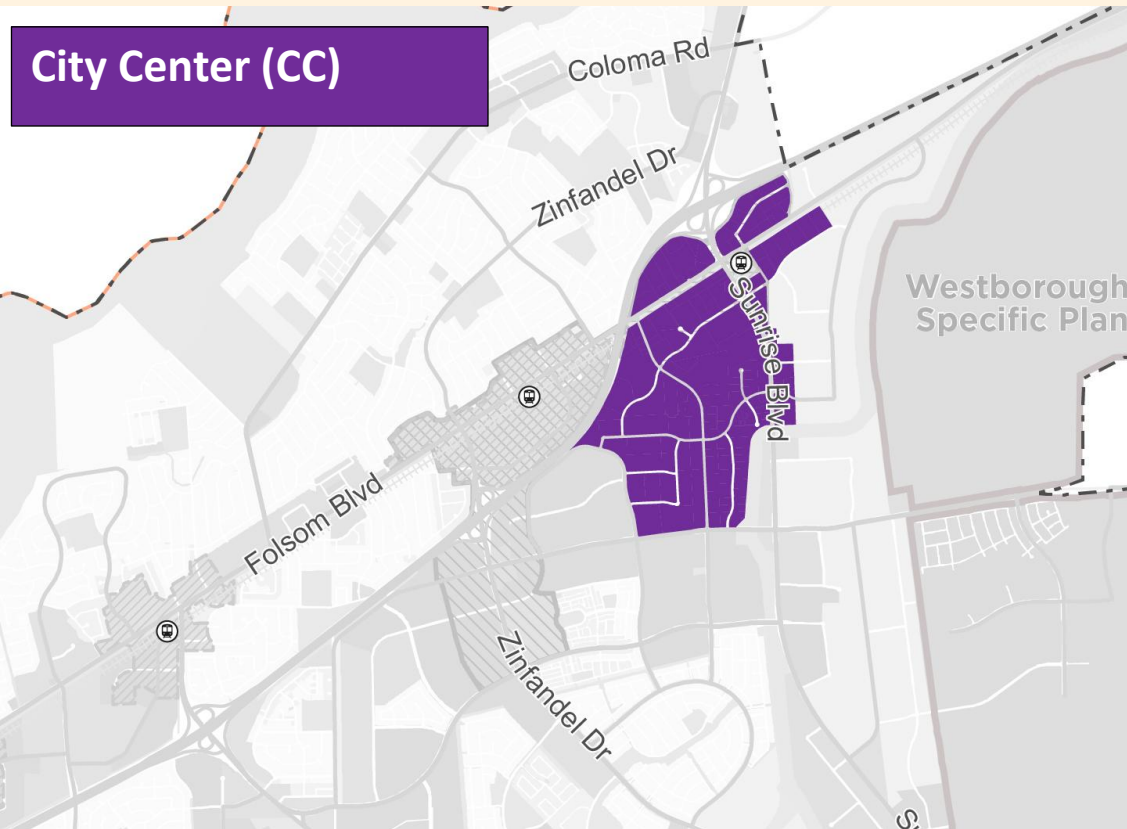 City Center (CC)
Coloma Rd
Zinfandel Dr
Westborough
Specific Plan
Sunrise Blvd
Folsom Blvd
Zinfandel Dr